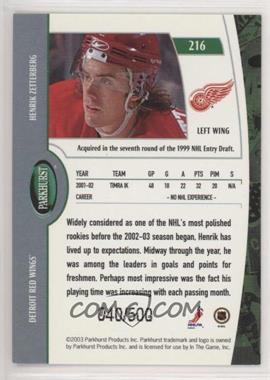 216
HENRIK ZETTERBERG
LEFT WING
Acquired in the seventh round of the 1999 NHL Entry Draft.
PARKHURST
DETROIT RED WINGS
YEAR TEAM GP G A PTS PIM S
2001-02 TIMRA IK 48 10 22 32 20 N/A
CAREER - NO NHL EXPERIENCE -
Widely considered as one of the NHL's most polished
rookies before the 2002-03 season began, Henrik has
lived up to expectations. Midway through the year, he
was among the leaders in goals and points for
freshmen. Perhaps most impressive was the fact his
playing time was increasing with each passing month.
040/500
©2003 Parkhurst Products Inc. Parkhurst trademark and logo is
owned by Parkhurst Products Inc. and is licensed for use by In The Game, Inc.